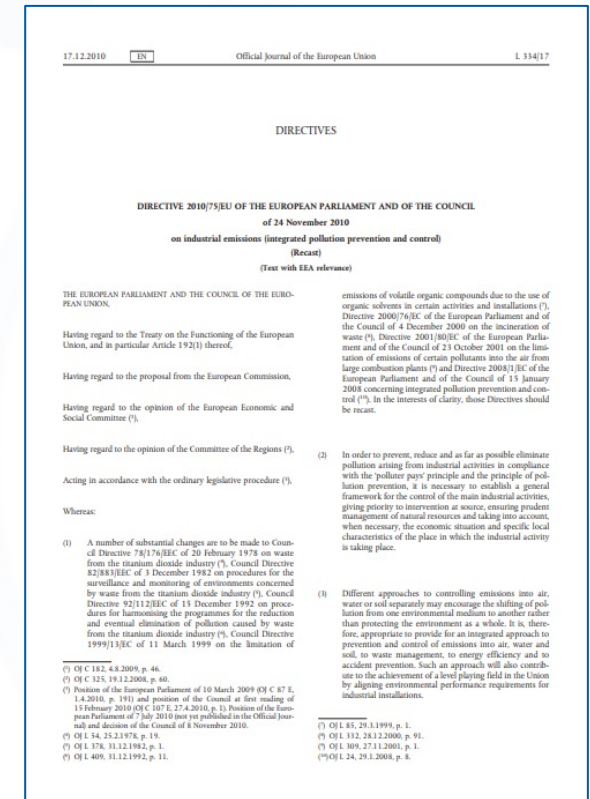 17.12.2010 EN Official Journal of the European Union L 334/17
DIRECTIVES
DIRECTIVE 2010/75/EU OF THE EUROPEAN PARLIAMENT AND OF THE COUNCIL
of 24 November 2010
on industrial emissions (integrated pollution prevention and control)
(Recast)
(Text with EEA relevance)
THE EUROPEAN PARLIAMENT AND THE COUNCIL OF THE EURO-
PEAN UNION,
Having regard to the Treaty on the Functioning of the European
Union, and in particular Article 192(1) thereof,
Having regard to the proposal from the European Commission,
Having regard to the opinion of the European Economic and
Social Committee (1),
Having regard to the opinion of the Committee of the Regions (2),
Acting in accordance with the ordinary legislative procedure (3),
Whereas:
(1) A number of substantial changes are to be made to Coun-
cil Directive 78/176/EEC of 20 February 1978 on waste
from the titanium dioxide industry (4), Council Directive
82/883/EEC of 3 December 1982 on procedures for the
surveillance and monitoring of environments concerned
by waste from the titanium dioxide industry (5), Council
Directive 92/112/EEC of 15 December 1992 on proce-
dures for harmonising the programmes for the reduction
and eventual elimination of pollution caused by waste
from the titanium dioxide industry (6), Council Directive
1999/13/EC of 11 March 1999 on the limitation of
(1) OJ C 182, 4.8.2009, p. 46.
(2) OJ C 325, 19.12.2008, p. 60.
(3) Position of the European Parliament of 10 March 2009 (OJ C 87 E,
1.4.2010, p. 191) and position of the Council at first reading of
15 February 2010 (OJ C 107 E, 27.4.2010, p. 1). Position of the Euro-
pean Parliament of 7 July 2010 (not yet published in the Official Jour-
nal) and decision of the Council of 8 November 2010.
(4) OJ L 54, 25.2.1978, p. 19.
(5) OJ L 378, 31.12.1982, p. 1.
(6) OJ L 409, 31.12.1992, p. 11.
emissions of volatile organic compounds due to the use of
organic solvents in certain activities and installations (7),
Directive 2000/76/EC of the European Parliament and of
the Council of 4 December 2000 on the incineration of
waste (8), Directive 2001/80/EC of the European Parlia-
ment and of the Council of 23 October 2001 on the limi-
tation of emissions of certain pollutants into the air from
large combustion plants (9) and Directive 2008/1/EC of the
European Parliament and of the Council of 15 January
2008 concerning integrated pollution prevention and con-
trol (10). In the interests of clarity, those Directives should
be recast.
(2) In order to prevent, reduce and as far as possible eliminate
pollution arising from industrial activities in compliance
with the 'polluter pays' principle and the principle of pol-
lution prevention, it is necessary to establish a general
framework for the control of the main industrial activities,
giving priority to intervention at source, ensuring prudent
management of natural resources and taking into account,
when necessary, the economic situation and specific local
characteristics of the place in which the industrial activity
is taking place.
(3) Different approaches to controlling emissions into air,
water or soil separately may encourage the shifting of pol-
lution from one environmental medium to another rather
than protecting the environment as a whole. It is, there-
fore, appropriate to provide for an integrated approach to
prevention and control of emissions into air, water and
soil, to waste management, to energy efficiency and to
accident prevention. Such an approach will also contrib-
ute to the achievement of a level playing field in the Union
by aligning environmental performance requirements for
industrial installations.
(7) OJ L 85, 29.3.1999, p. 1.
(8) OJ L 332, 28.12.2000, p. 91.
(9) OJ L 309, 27.11.2001, p. 1.
(10) OJ L 24, 29.1.2008, p. 8.